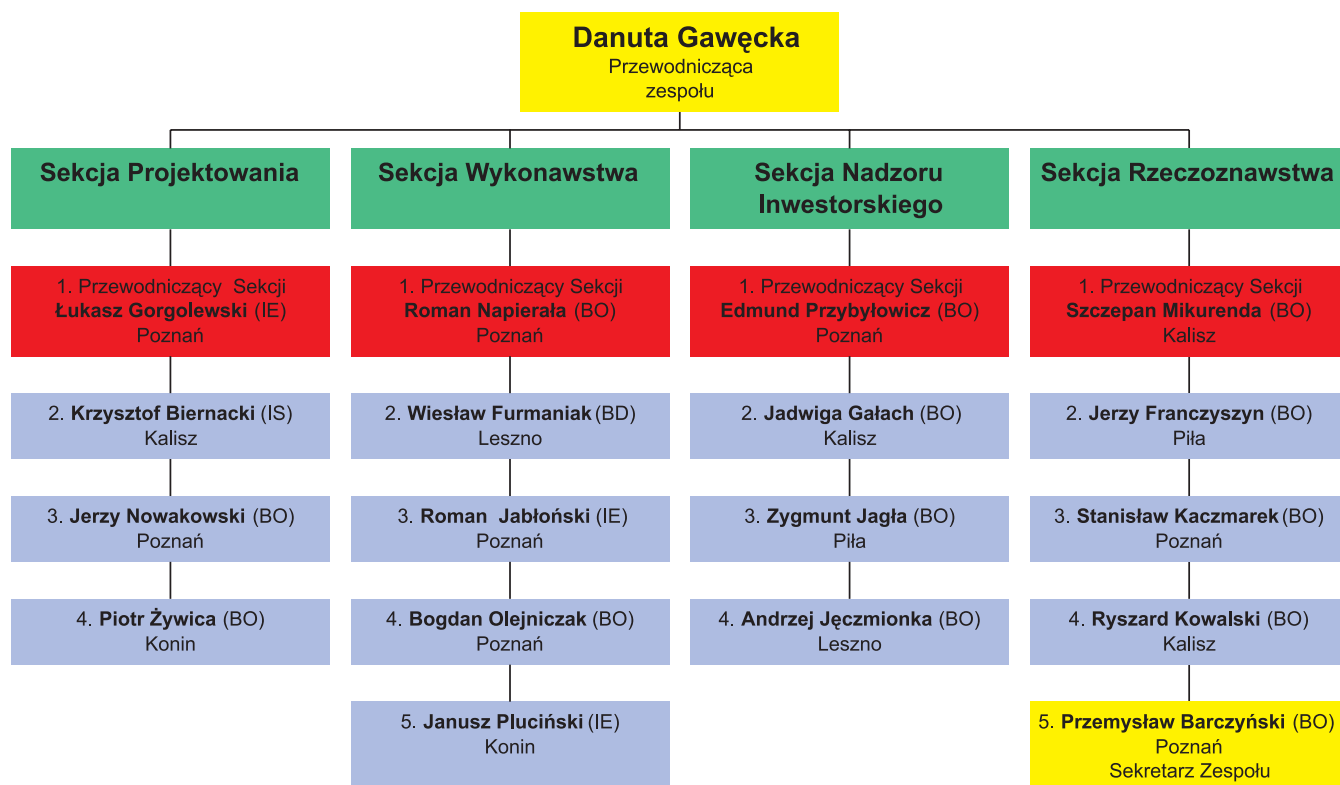 Danuta Gawęcka
Przewodnicząca
zespołu
Sekcja Projektowania
1. Przewodniczący Sekcji
Łukasz Gorgolewski (IE)
Poznań
2. Krzysztof Biernacki (IS)
Kalisz
3. Jerzy Nowakowski (BO)
Poznań
4. Piotr Żywica (BO)
Konin
Sekcja Wykonawstwa
1. Przewodniczący Sekcji
Roman Napierała (BO)
Poznań
2. Wiesław Furmaniak (BD)
Leszno
3. Roman Jabłoński (IE)
Poznań
4. Bogdan Olejniczak (BO)
Poznań
5. Janusz Pluciński (IE)
Konin
Sekcja Nadzoru
Inwestorskiego
1. Przewodniczący Sekcji
Edmund Przybyłowicz (BO)
Poznań
2. Jadwiga Gałach (BO)
Kalisz
3. Zygmunt Jagła (BO)
Piła
4. Andrzej Jęczmionka (BO)
Leszno
Sekcja Rzeczoznawstwa
1. Przewodniczący Sekcji
Szczepan Mikurenda (BO)
Kalisz
2. Jerzy Franczyszyn (BO)
Piła
3. Stanisław Kaczmarek (BO)
Poznań
4. Ryszard Kowalski (BO)
Kalisz
5. Przemysław Barczyński (BO)
Poznań
Sekretarz Zespołu